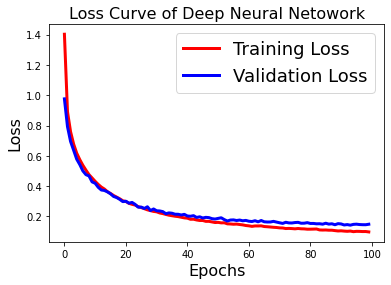 Loss Curve of Deep Neural Netowork
Training Loss
Validation Loss
Loss
1.4
1.2
1.0
0.8
0.6
0.4
0.2
0 20 40 60 80 100
Epochs